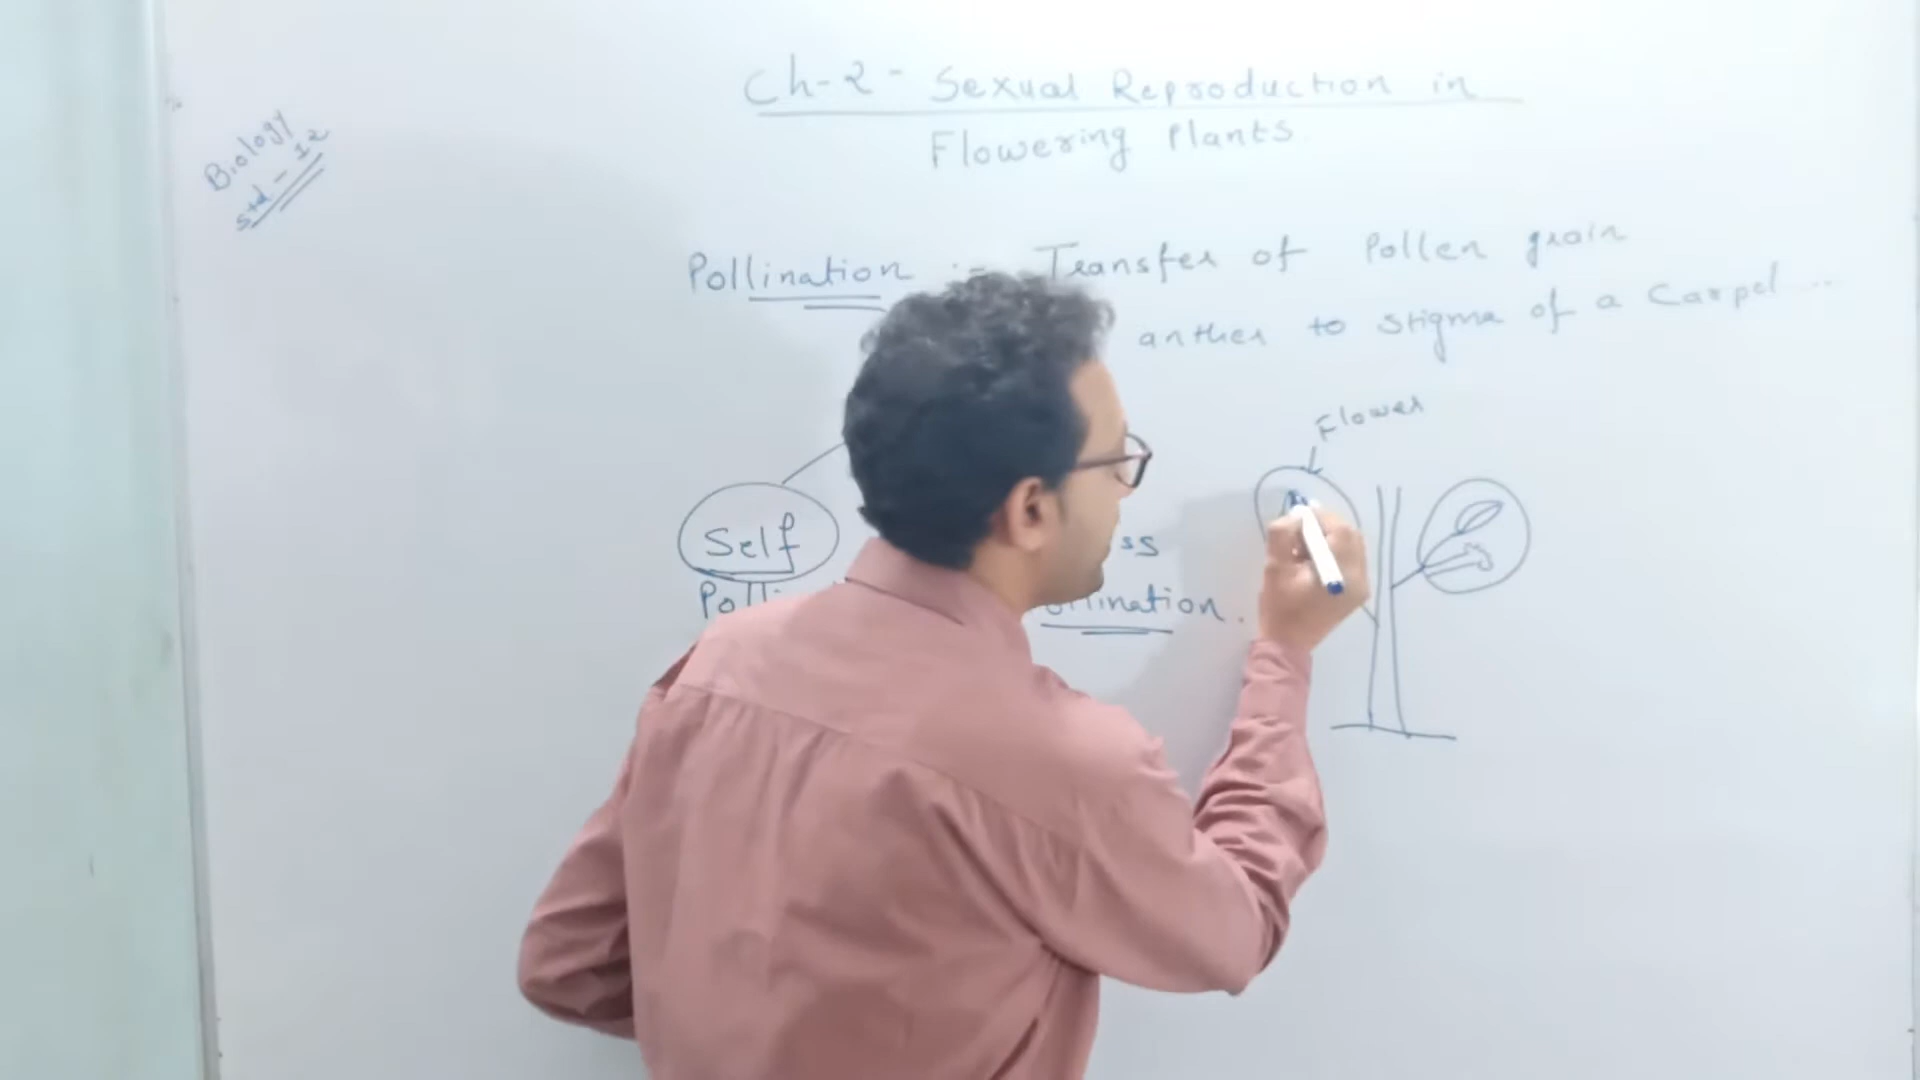 Ch-2 - Sexual Reproduction in
Flowering Plants.
Biology
Std - 12
Pollination :- Transfer of Pollen grain
anther to stigma of a Carpel ...
Flower
Self
ss
Poll
ollination.